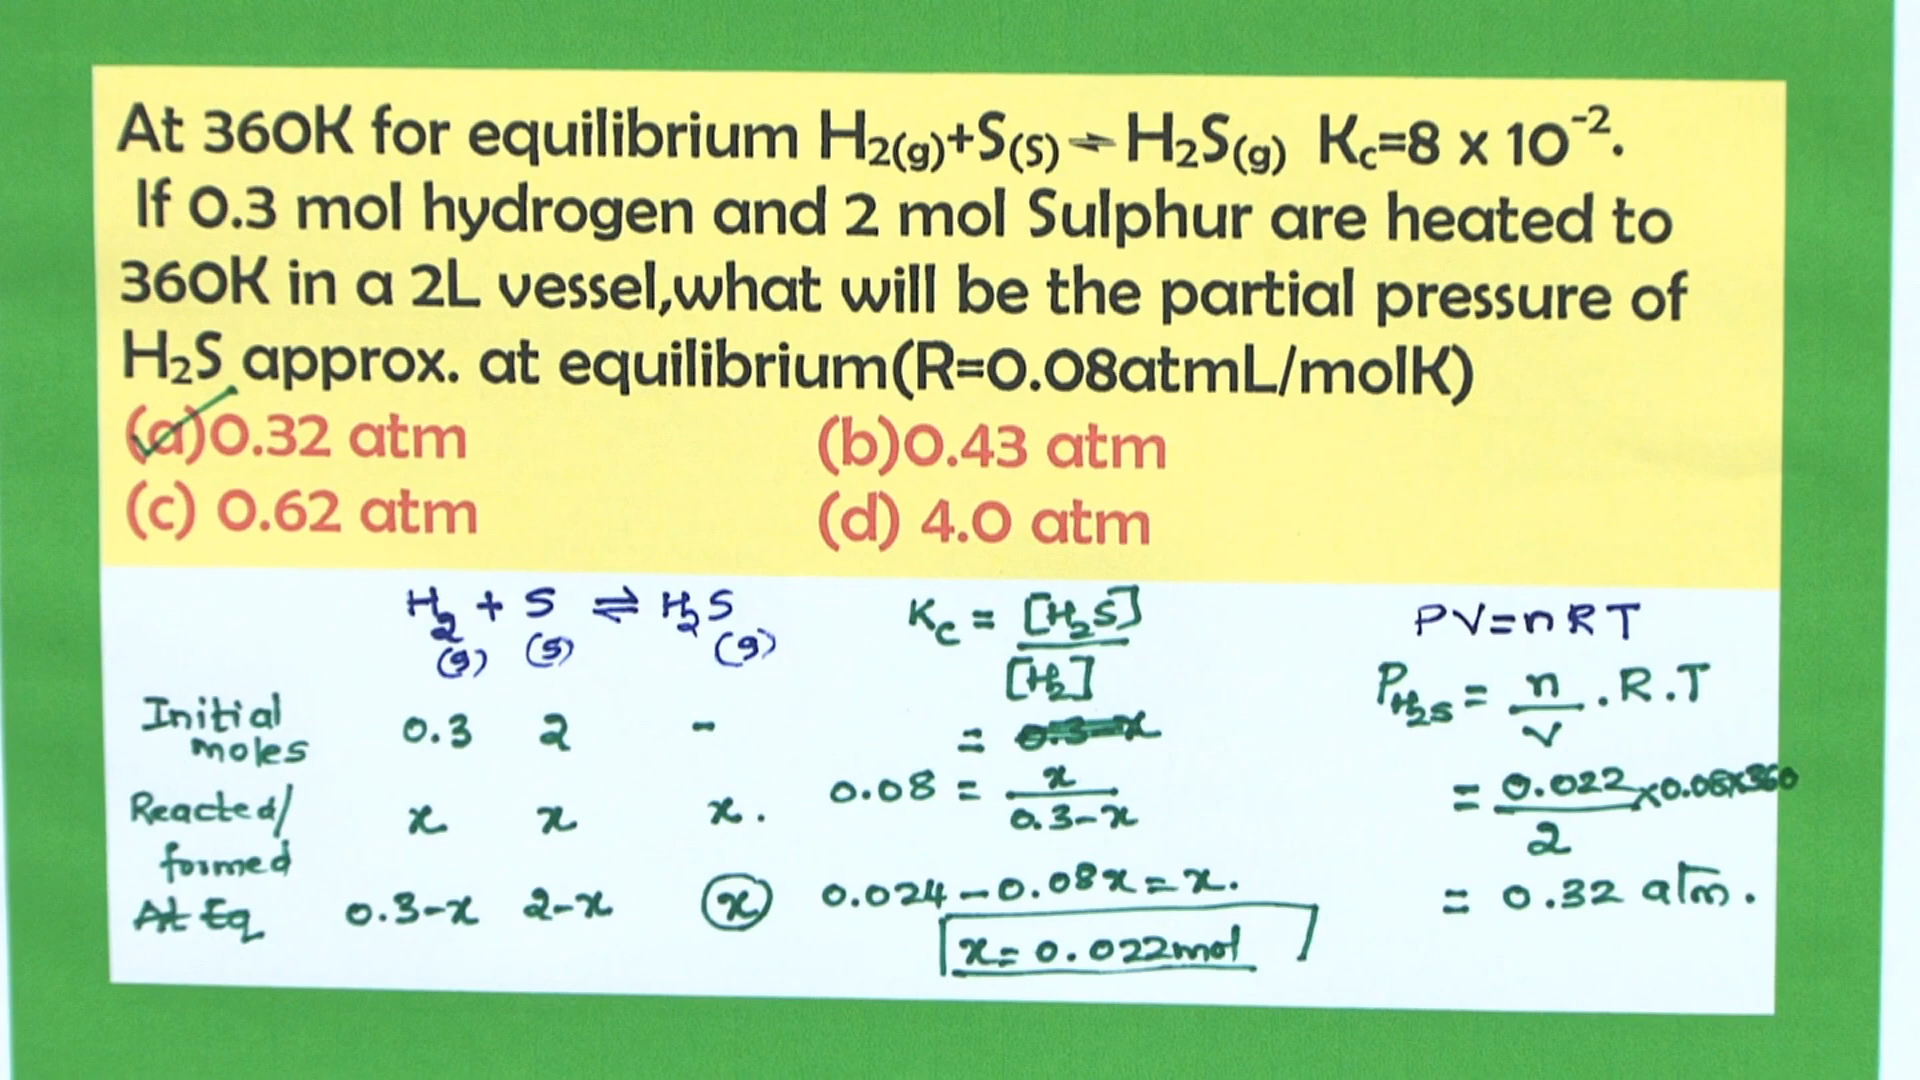 At 360K for equilibrium H₂(g)+S(S) ⇌ H₂S(g) Kc=8 x 10⁻².
If 0.3 mol hydrogen and 2 mol Sulphur are heated to
360K in a 2L vessel,what will be the partial pressure of
H₂S approx. at equilibrium(R=0.08atmL/molK)
(a)0.32 atm (b)0.43 atm
(c) 0.62 atm (d) 4.0 atm
H₂ + S ⇌ H₂S
(g) (s) (g)
Initial moles 0.3 2 -
Reacted/ formed x x x.
At Eq 0.3-x 2-x x
Kc = [H₂S]
[H₂]
= 0.3-x
0.08 = x
0.3-x
0.024-0.08x=x.
x=0.022mol
PV=nRT
P H₂S = n .R.T
V
= 0.022 x0.08x360
2
= 0.32 atm.